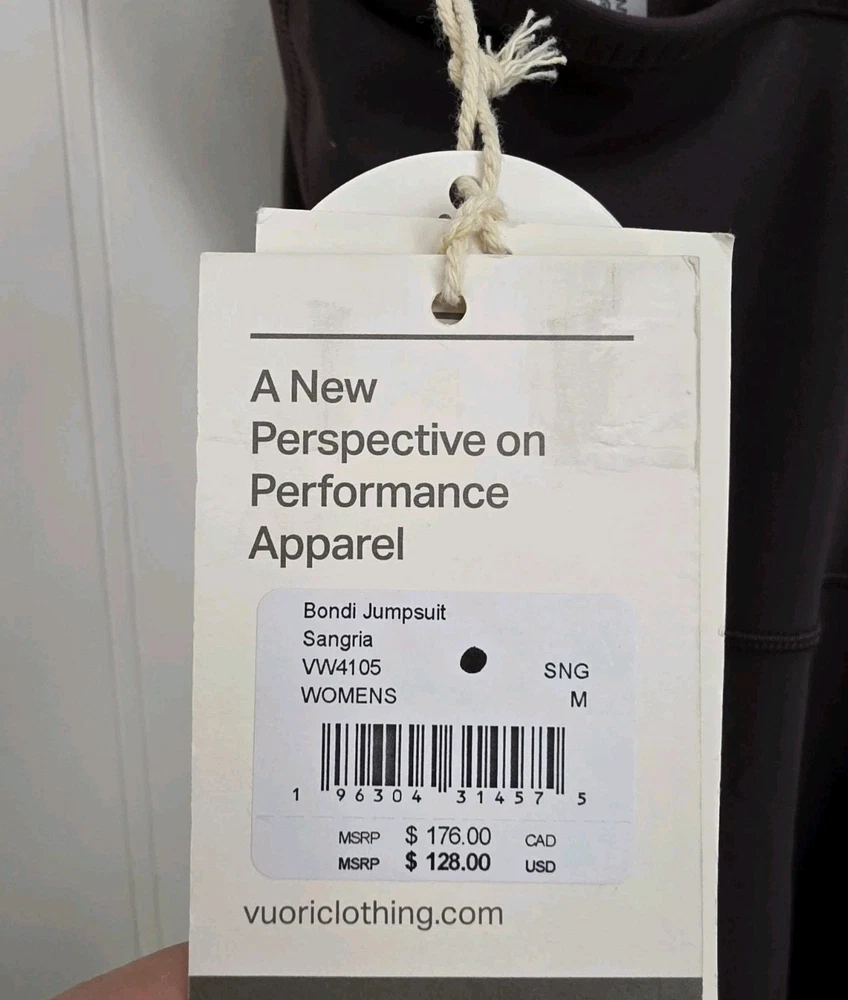 A New
Perspective on
Performance
Apparel
Bondi Jumpsuit
Sangria
VW4105 SNG
WOMENS M
1 96304 31457 5
MSRP $ 176.00 CAD
MSRP $ 128.00 USD
vuoriclothing.com